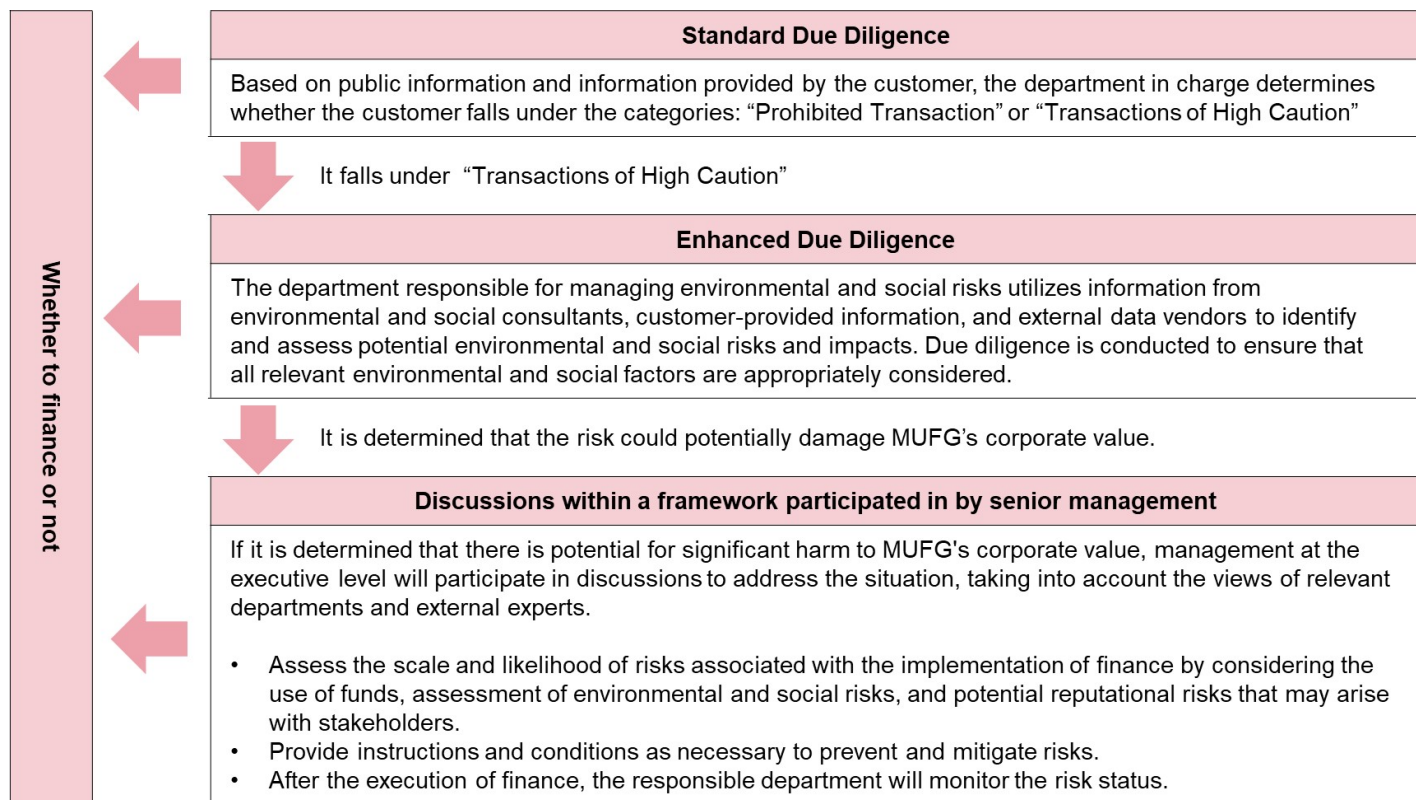 Whether to finance or not
Standard Due Diligence
Based on public information and information provided by the customer, the department in charge determines
whether the customer falls under the categories: “Prohibited Transaction” or “Transactions of High Caution”
It falls under “Transactions of High Caution”
Enhanced Due Diligence
The department responsible for managing environmental and social risks utilizes information from
environmental and social consultants, customer-provided information, and external data vendors to identify
and assess potential environmental and social risks and impacts. Due diligence is conducted to ensure that
all relevant environmental and social factors are appropriately considered.
It is determined that the risk could potentially damage MUFG’s corporate value.
Discussions within a framework participated in by senior management
If it is determined that there is potential for significant harm to MUFG's corporate value, management at the
executive level will participate in discussions to address the situation, taking into account the views of relevant
departments and external experts.
• Assess the scale and likelihood of risks associated with the implementation of finance by considering the
use of funds, assessment of environmental and social risks, and potential reputational risks that may arise
with stakeholders.
• Provide instructions and conditions as necessary to prevent and mitigate risks.
• After the execution of finance, the responsible department will monitor the risk status.